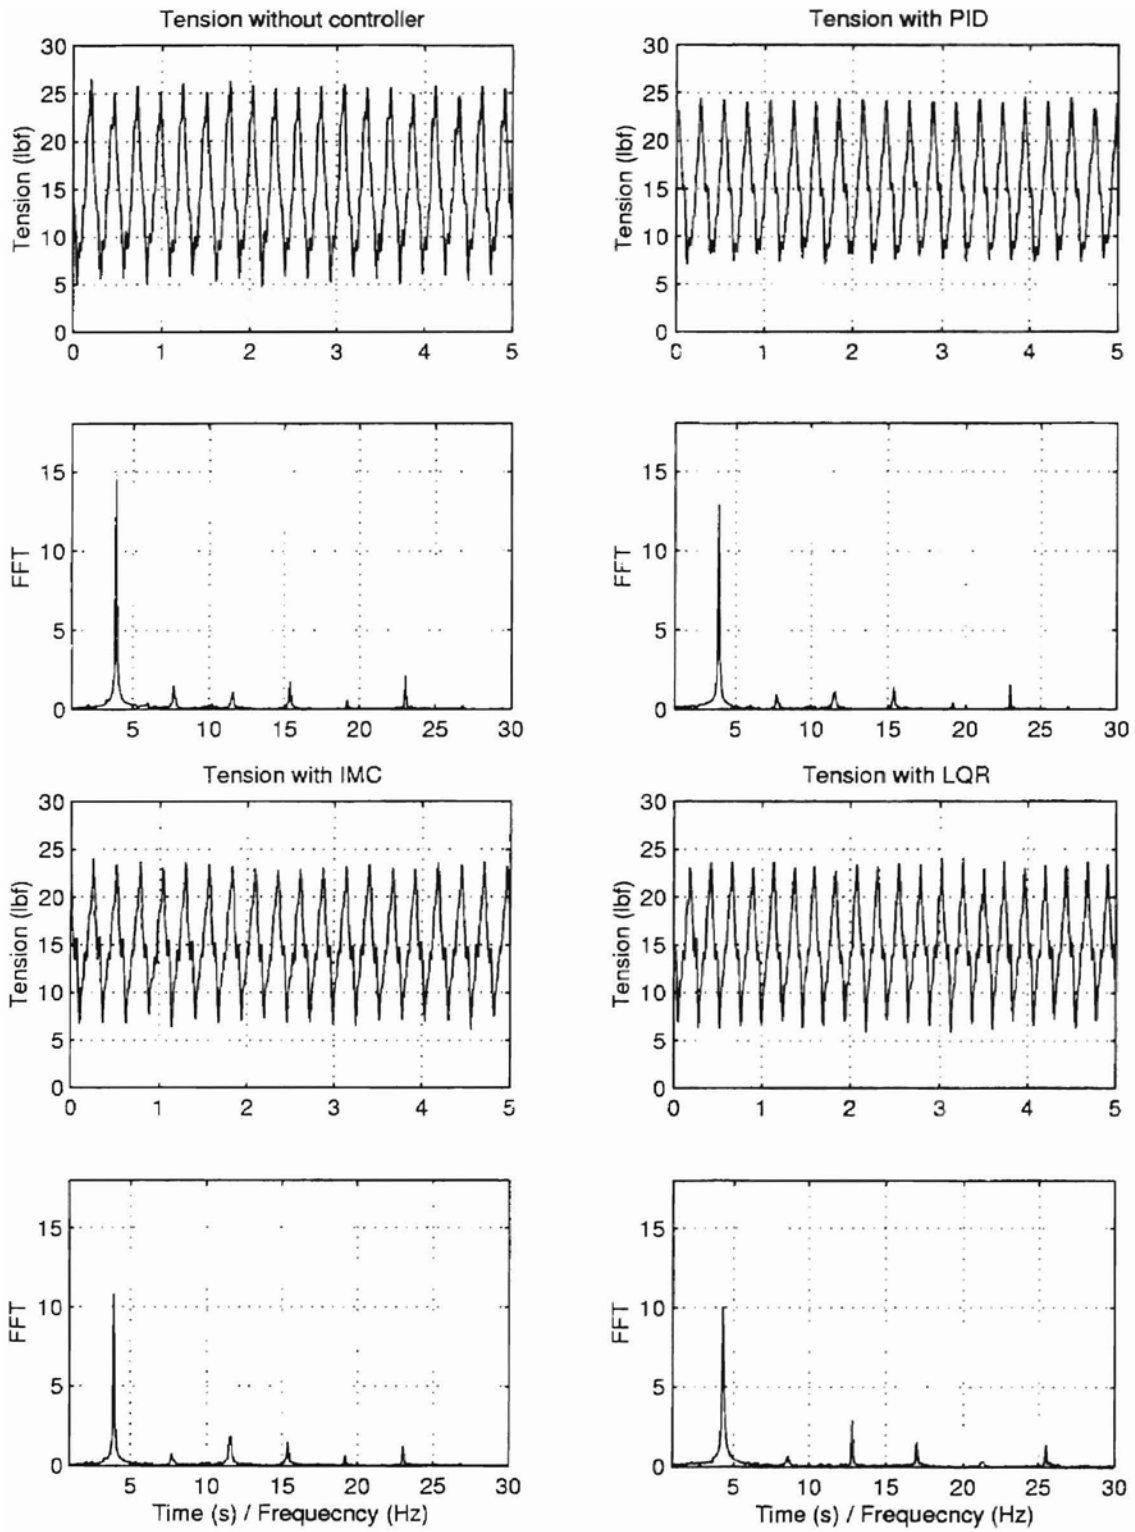 Tension without controller
Tension with PID
30
25
20
15
10
5
0
Tension (lbf)
0 1 2 3 4 5
30
25
20
15
10
5
0
Tension (lbf)
0 1 2 3 4 5
15
10
5
0
FFT
5 10 15 20 25 30
15
10
5
0
FFT
5 10 15 20 25 30
Tension with IMC
Tension with LQR
30
25
20
15
10
5
0
Tension (lbf)
0 1 2 3 4 5
30
25
20
15
10
5
0
Tension (lbf)
0 1 2 3 4 5
15
10
5
0
FFT
5 10 15 20 25 30
Time (s) / Frequecncy (Hz)
15
10
5
0
FFT
5 10 15 20 25 30
Time (s) / Frequecncy (Hz)